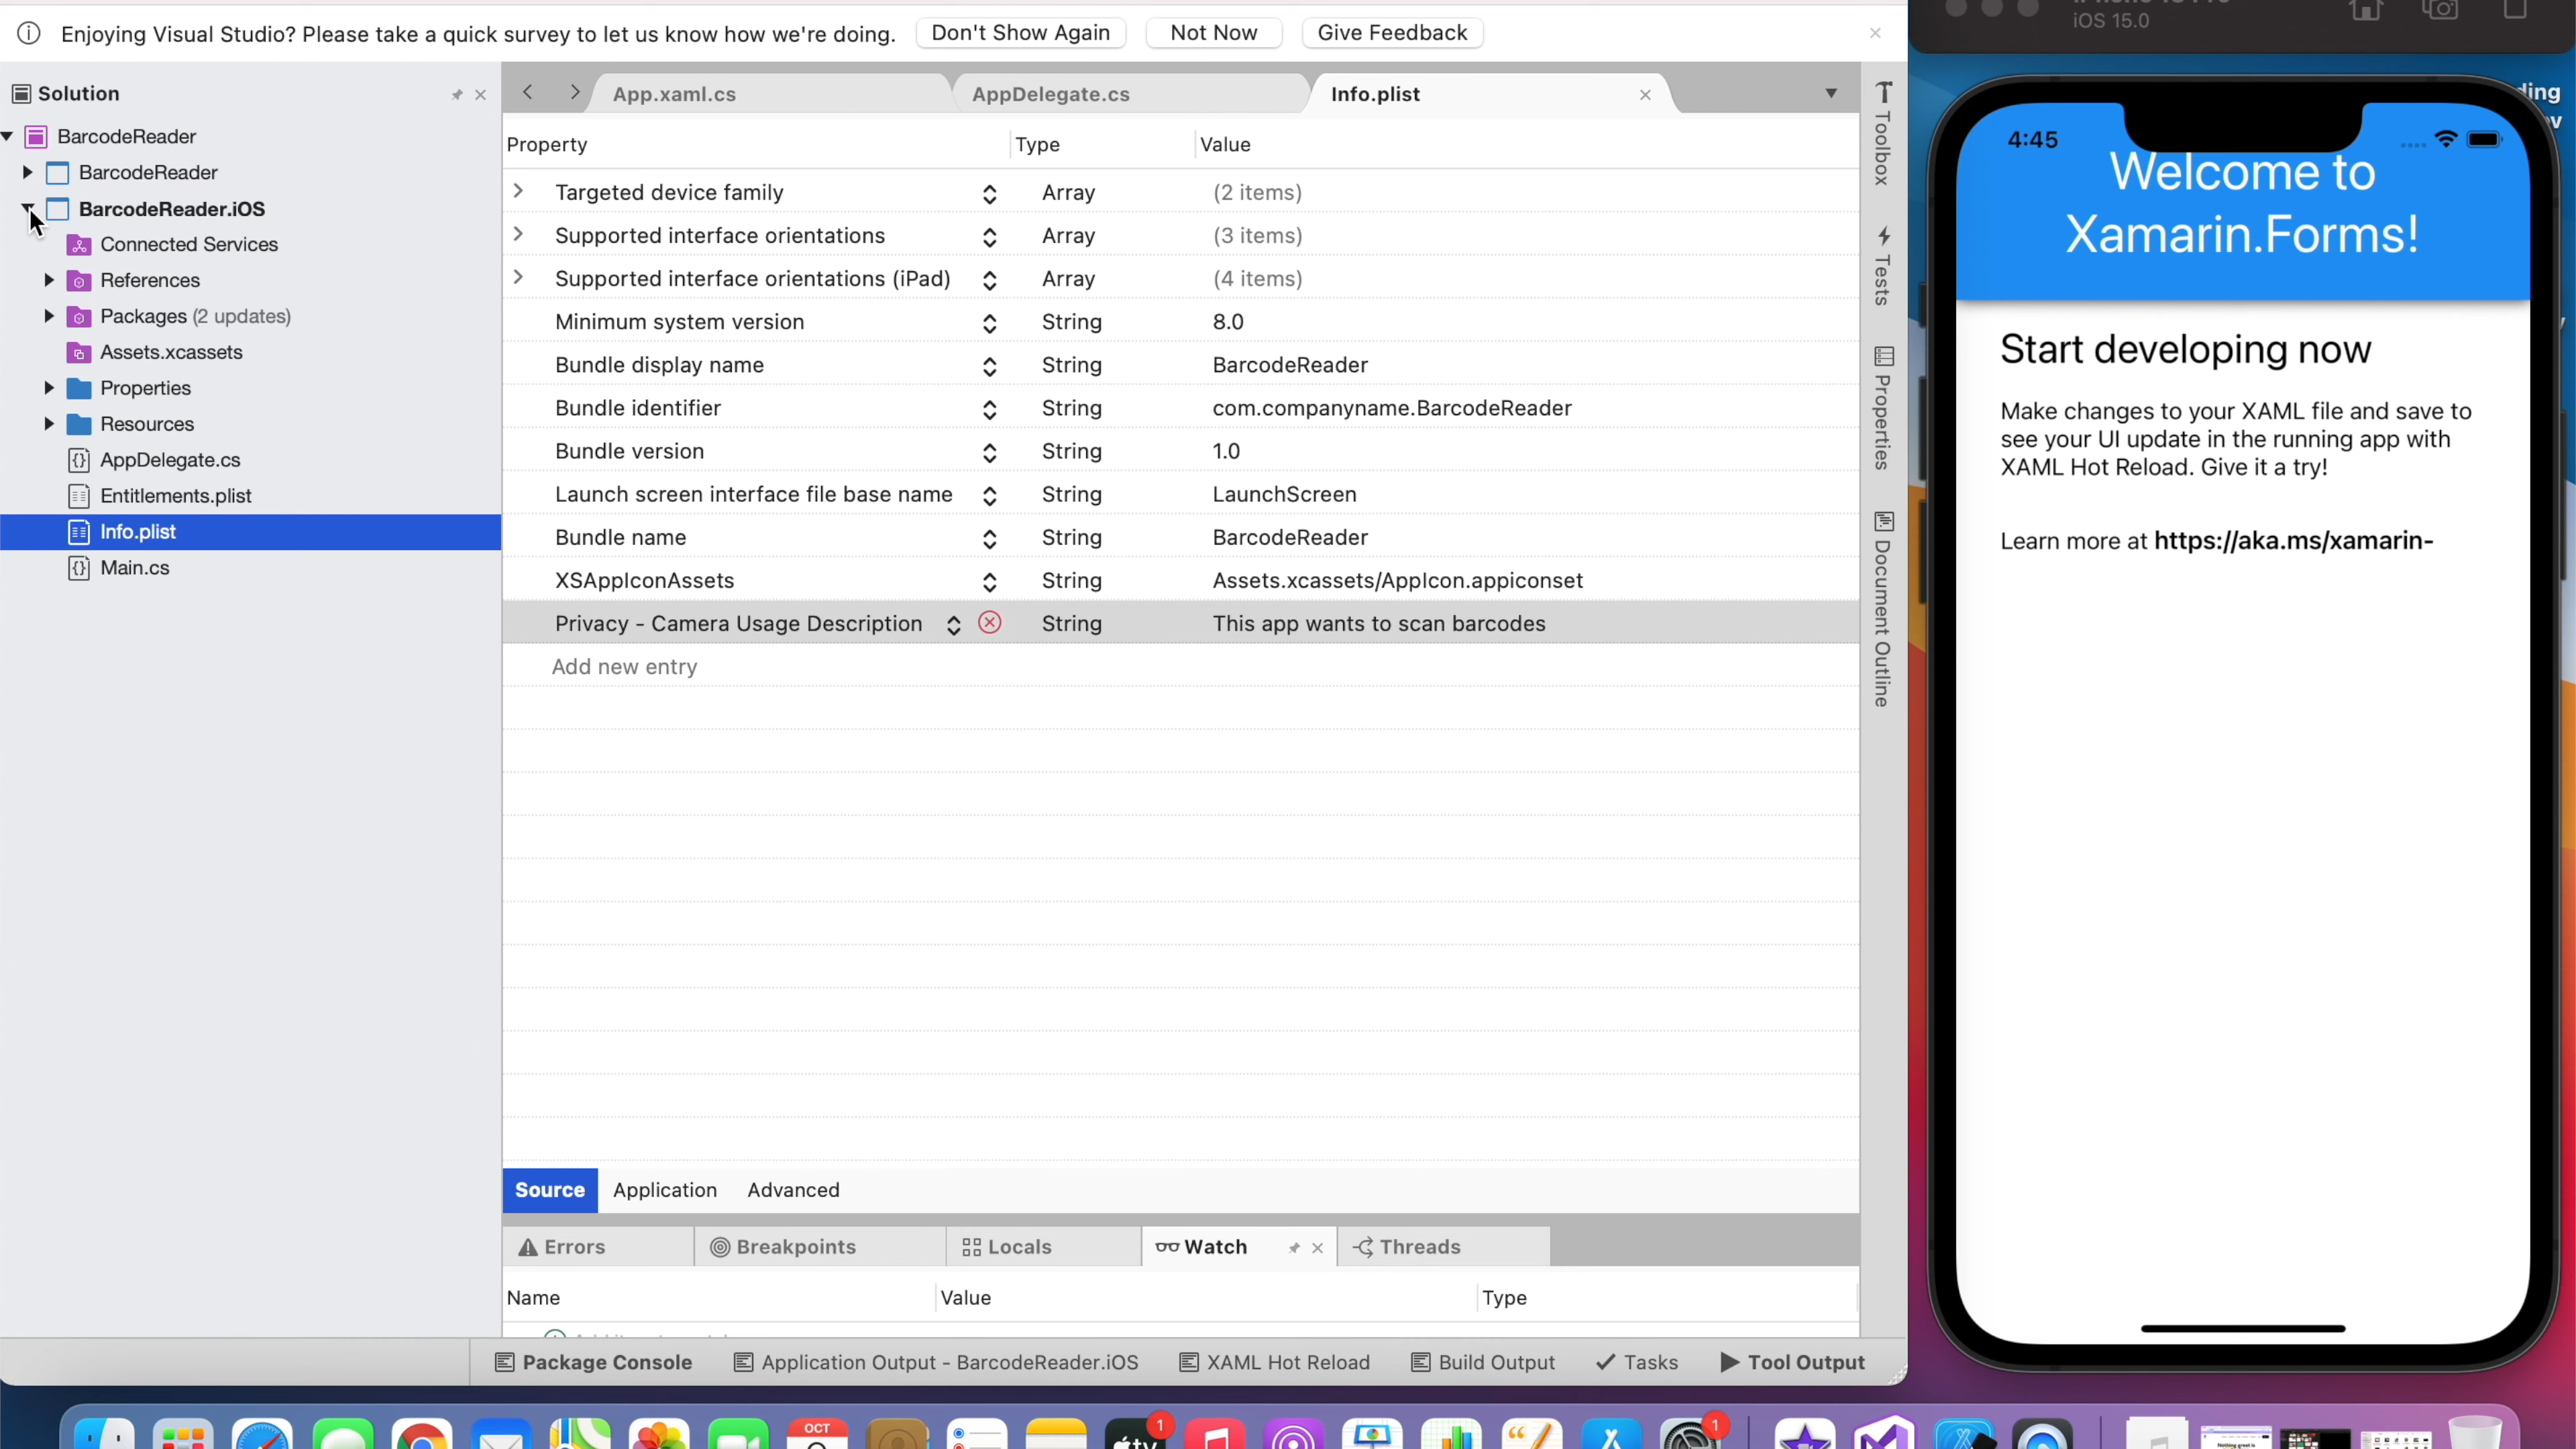 Enjoying Visual Studio? Please take a quick survey to let us know how we're doing. Don't Show Again Not Now Give Feedback
Solution
BarcodeReader
BarcodeReader
BarcodeReader.iOS
Connected Services
References
Packages (2 updates)
Assets.xcassets
Properties
Resources
AppDelegate.cs
Entitlements.plist
Info.plist
Main.cs
App.xaml.cs AppDelegate.cs Info.plist
Property Type Value
Targeted device family Array (2 items)
Supported interface orientations Array (3 items)
Supported interface orientations (iPad) Array (4 items)
Minimum system version String 8.0
Bundle display name String BarcodeReader
Bundle identifier String com.companyname.BarcodeReader
Bundle version String 1.0
Launch screen interface file base name String LaunchScreen
Bundle name String BarcodeReader
XSAppIconAssets String Assets.xcassets/AppIcon.appiconset
Privacy - Camera Usage Description String This app wants to scan barcodes
Add new entry
Source Application Advanced
Errors Breakpoints Locals Watch Threads
Name Value Type
Package Console Application Output - BarcodeReader.iOS XAML Hot Reload Build Output Tasks Tool Output
Toolbox
Tests
Properties
Document Outline
iOS 15.0
4:45
Welcome to
Xamarin.Forms!
Start developing now
Make changes to your XAML file and save to
see your UI update in the running app with
XAML Hot Reload. Give it a try!
Learn more at https://aka.ms/xamarin-
OCT
1
tv
1